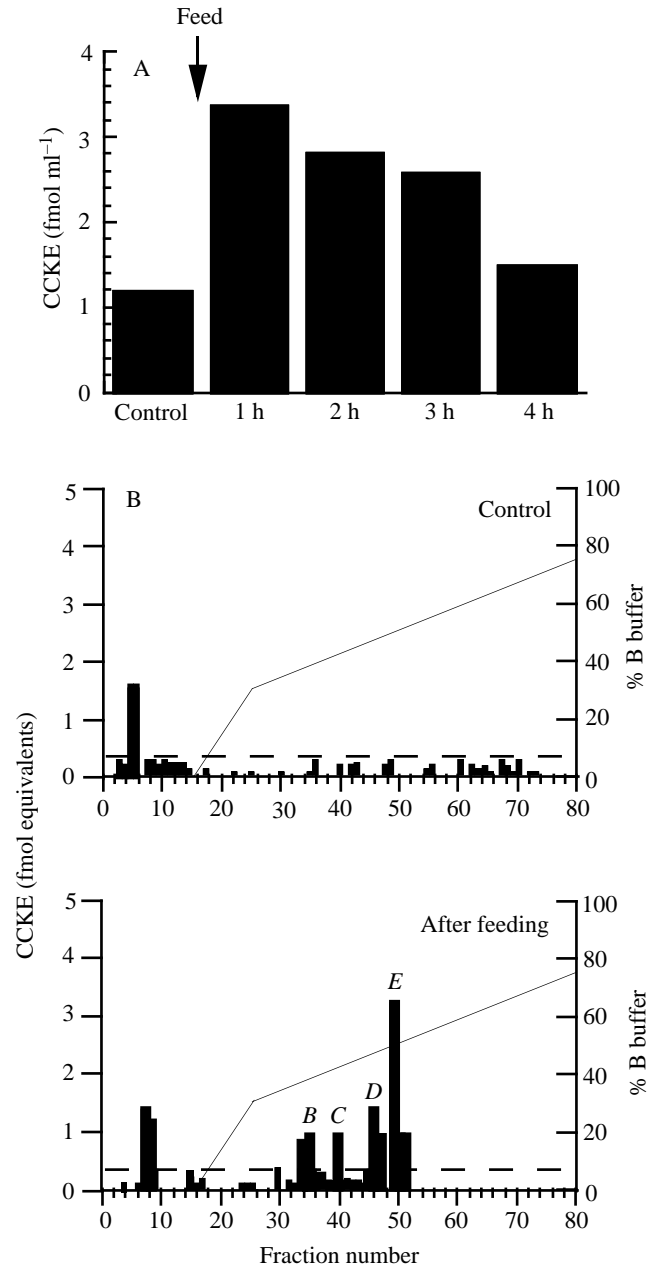 Feed
A
4
3
2
1
0
CCKE (fmol ml⁻¹)
Control 1 h 2 h 3 h 4 h
B
Control
5
4
3
2
1
0
100
80
60
40
20
0
% B buffer
0 10 20 30 40 50 60 70 80
CCKE (fmol equivalents)
After feeding
5
4
3
2
1
0
B C D E
100
80
60
40
20
0
% B buffer
0 10 20 30 40 50 60 70 80
Fraction number